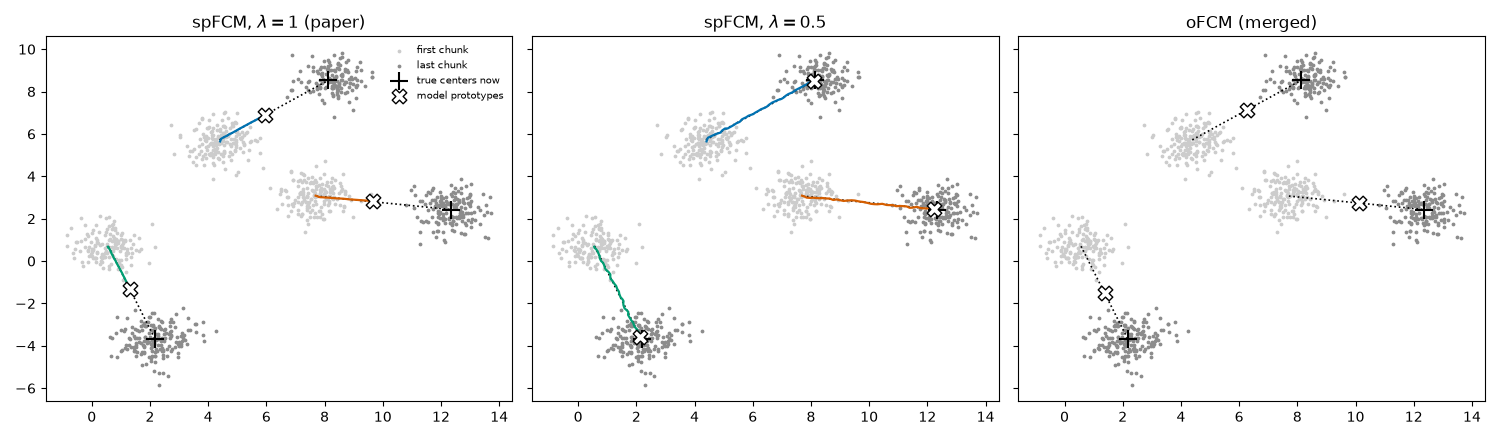 spFCM, λ = 1 (paper)
10
8
6
4
2
0
−2
−4
−6
0 2 4 6 8 10 12 14
first chunk
last chunk
true centers now
model prototypes
spFCM, λ = 0.5
0 2 4 6 8 10 12 14
oFCM (merged)
0 2 4 6 8 10 12 14